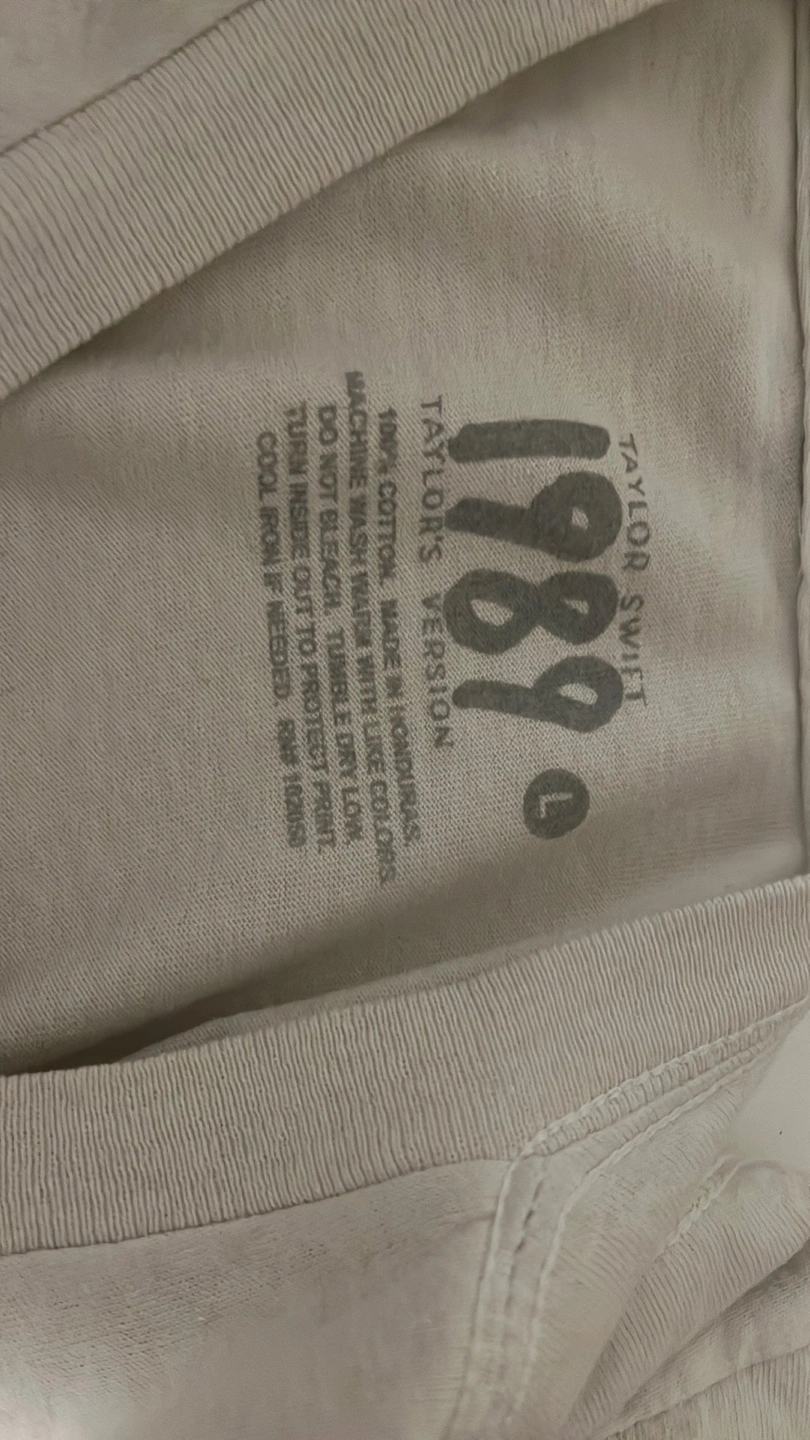 TAYLOR SWIFT
1989
L
TAYLOR'S VERSION
100% COTTON. MADE IN HONDURAS.
MACHINE WASH WARM WITH LIKE COLORS.
DO NOT BLEACH. TUMBLE DRY LOW.
TURN INSIDE OUT TO PROTECT PRINT.
COOL IRON IF NEEDED. RN#